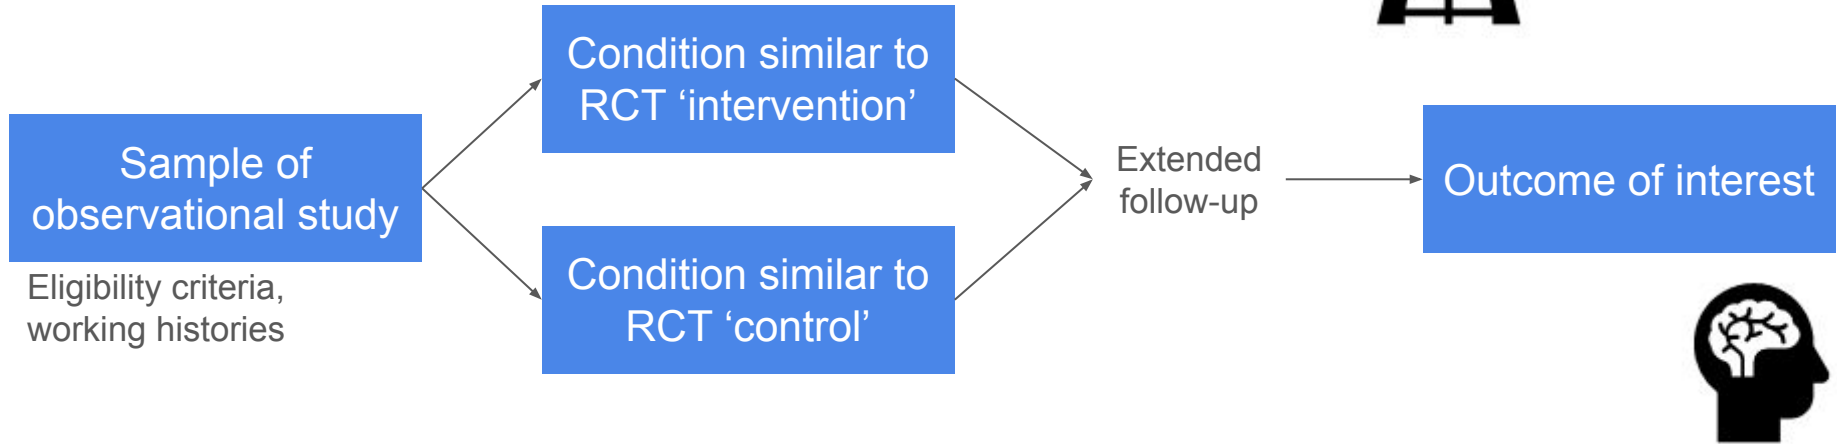 Sample of
observational study
Eligibility criteria,
working histories
Condition similar to
RCT ‘intervention’
Condition similar to
RCT ‘control’
Extended
follow-up
Outcome of interest